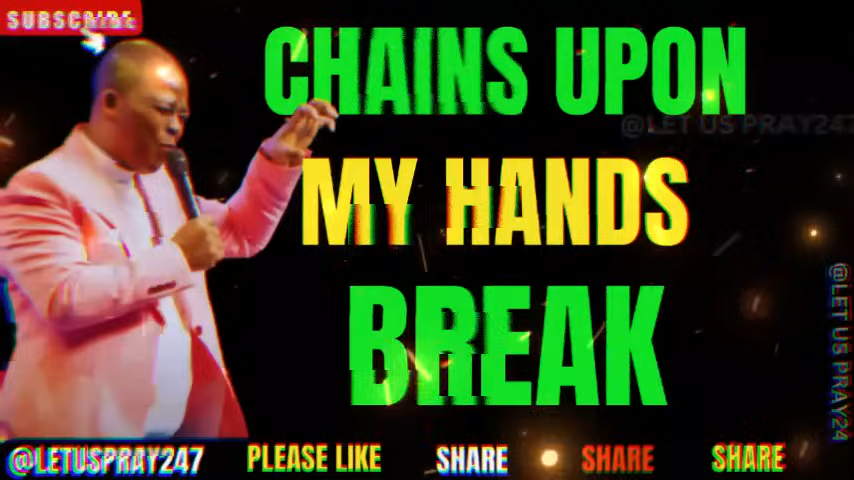 SUBSCRIBE
CHAINS UPON
@LET US PRAY247
MY HANDS
BREAK
@LET US PRAY24
@LETUSPRAY247 PLEASE LIKE SHARE SHARE SHARE